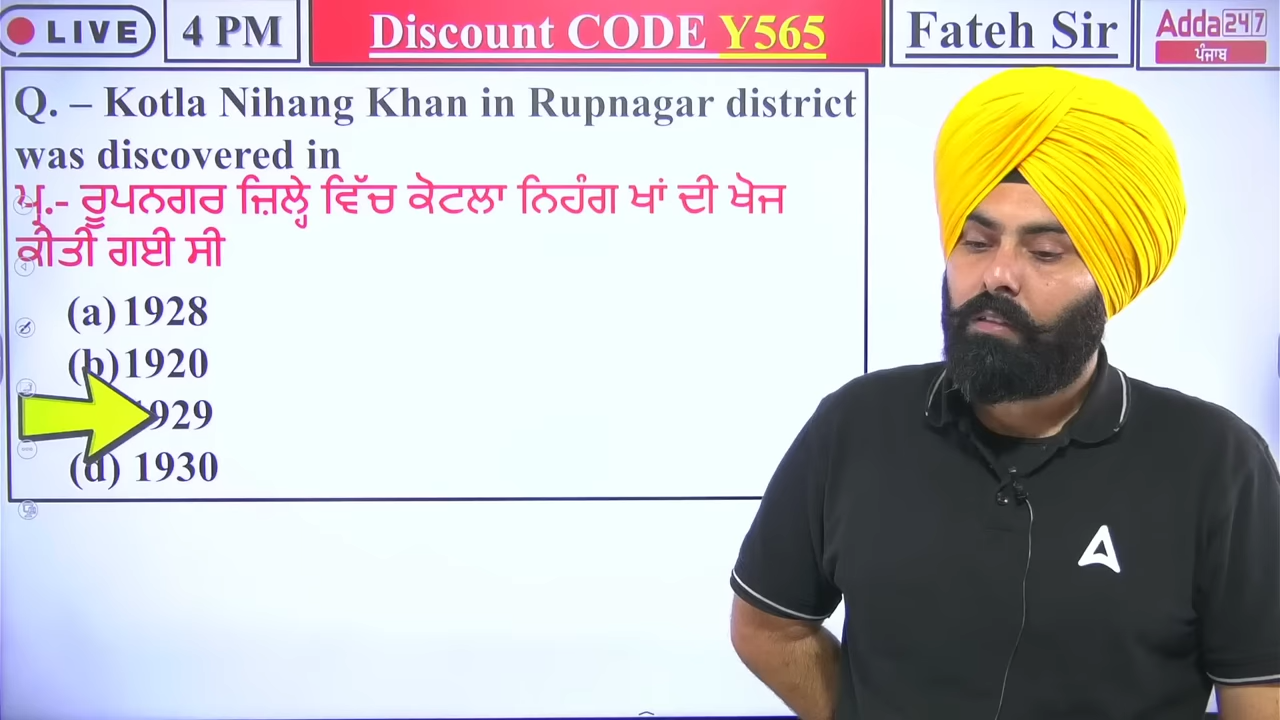 LIVE
4 PM
Discount CODE Y565
Fateh Sir
Adda247
ਪੰਜਾਬ
Q. – Kotla Nihang Khan in Rupnagar district
was discovered in
ਪ੍ਰ.- ਰੂਪਨਗਰ ਜ਼ਿਲ੍ਹੇ ਵਿੱਚ ਕੋਟਲਾ ਨਿਹੰਗ ਖਾਂ ਦੀ ਖੋਜ
ਕੀਤੀ ਗਈ ਸੀ
(a) 1928
(b) 1920
929
(d) 1930